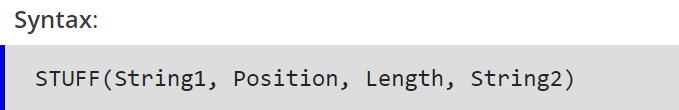 Syntax:
STUFF(String1, Position, Length, String2)